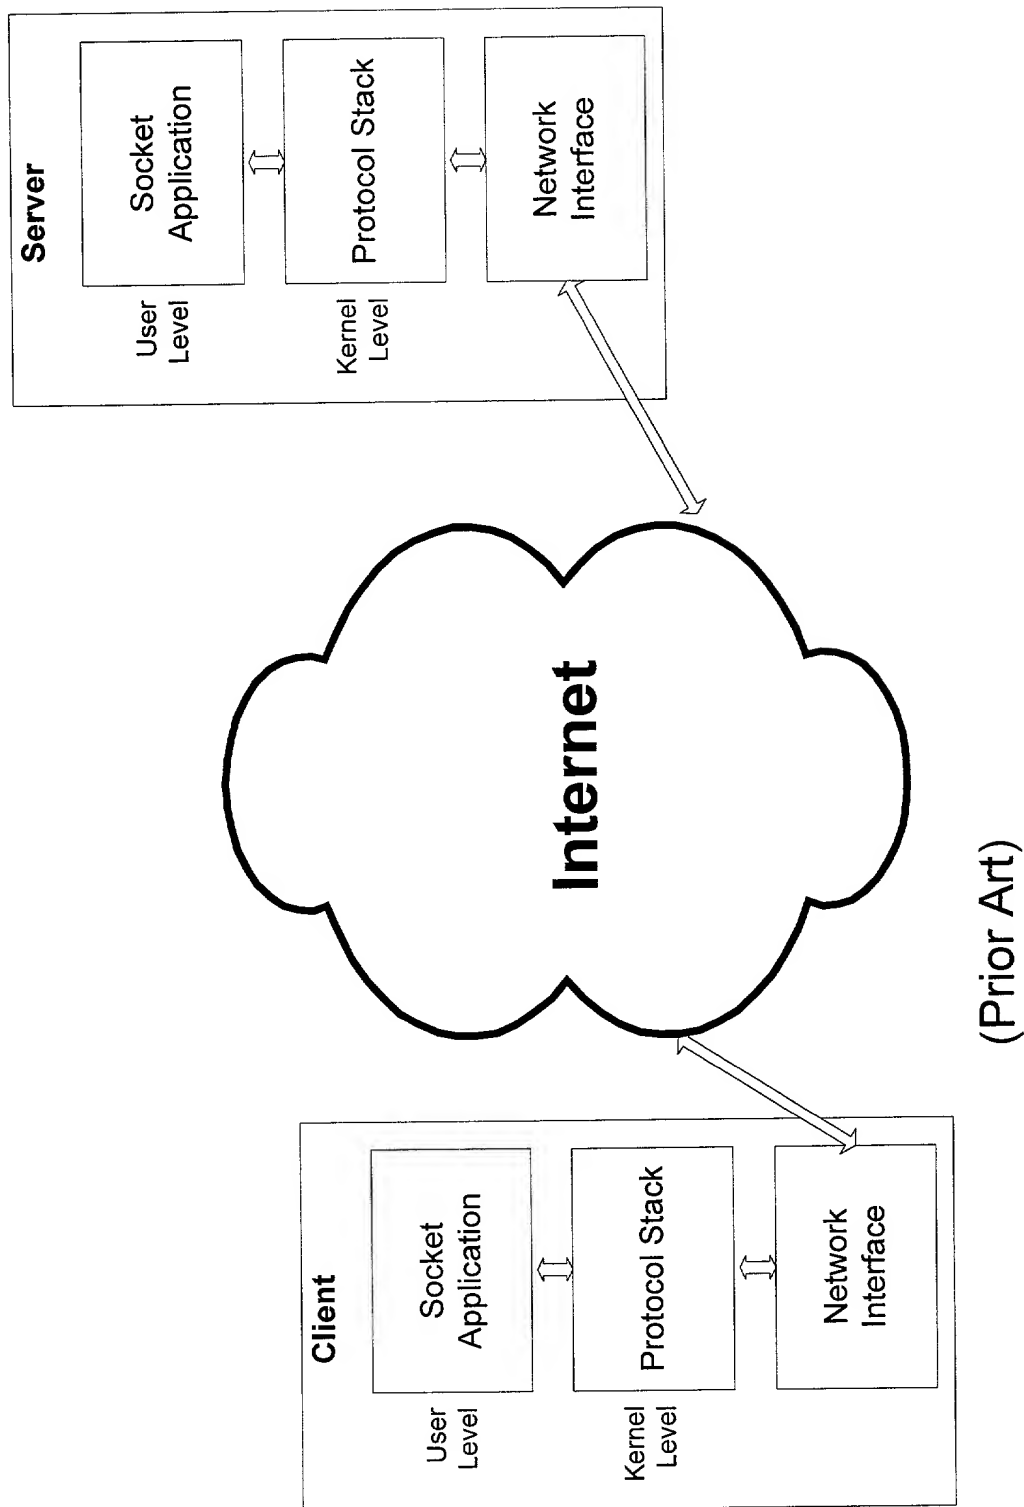 Client
User
Level
Socket
Application
Kernel
Level
Protocol Stack
Network
Interface
Internet
Server
User
Level
Socket
Application
Kernel
Level
Protocol Stack
Network
Interface
(Prior Art)